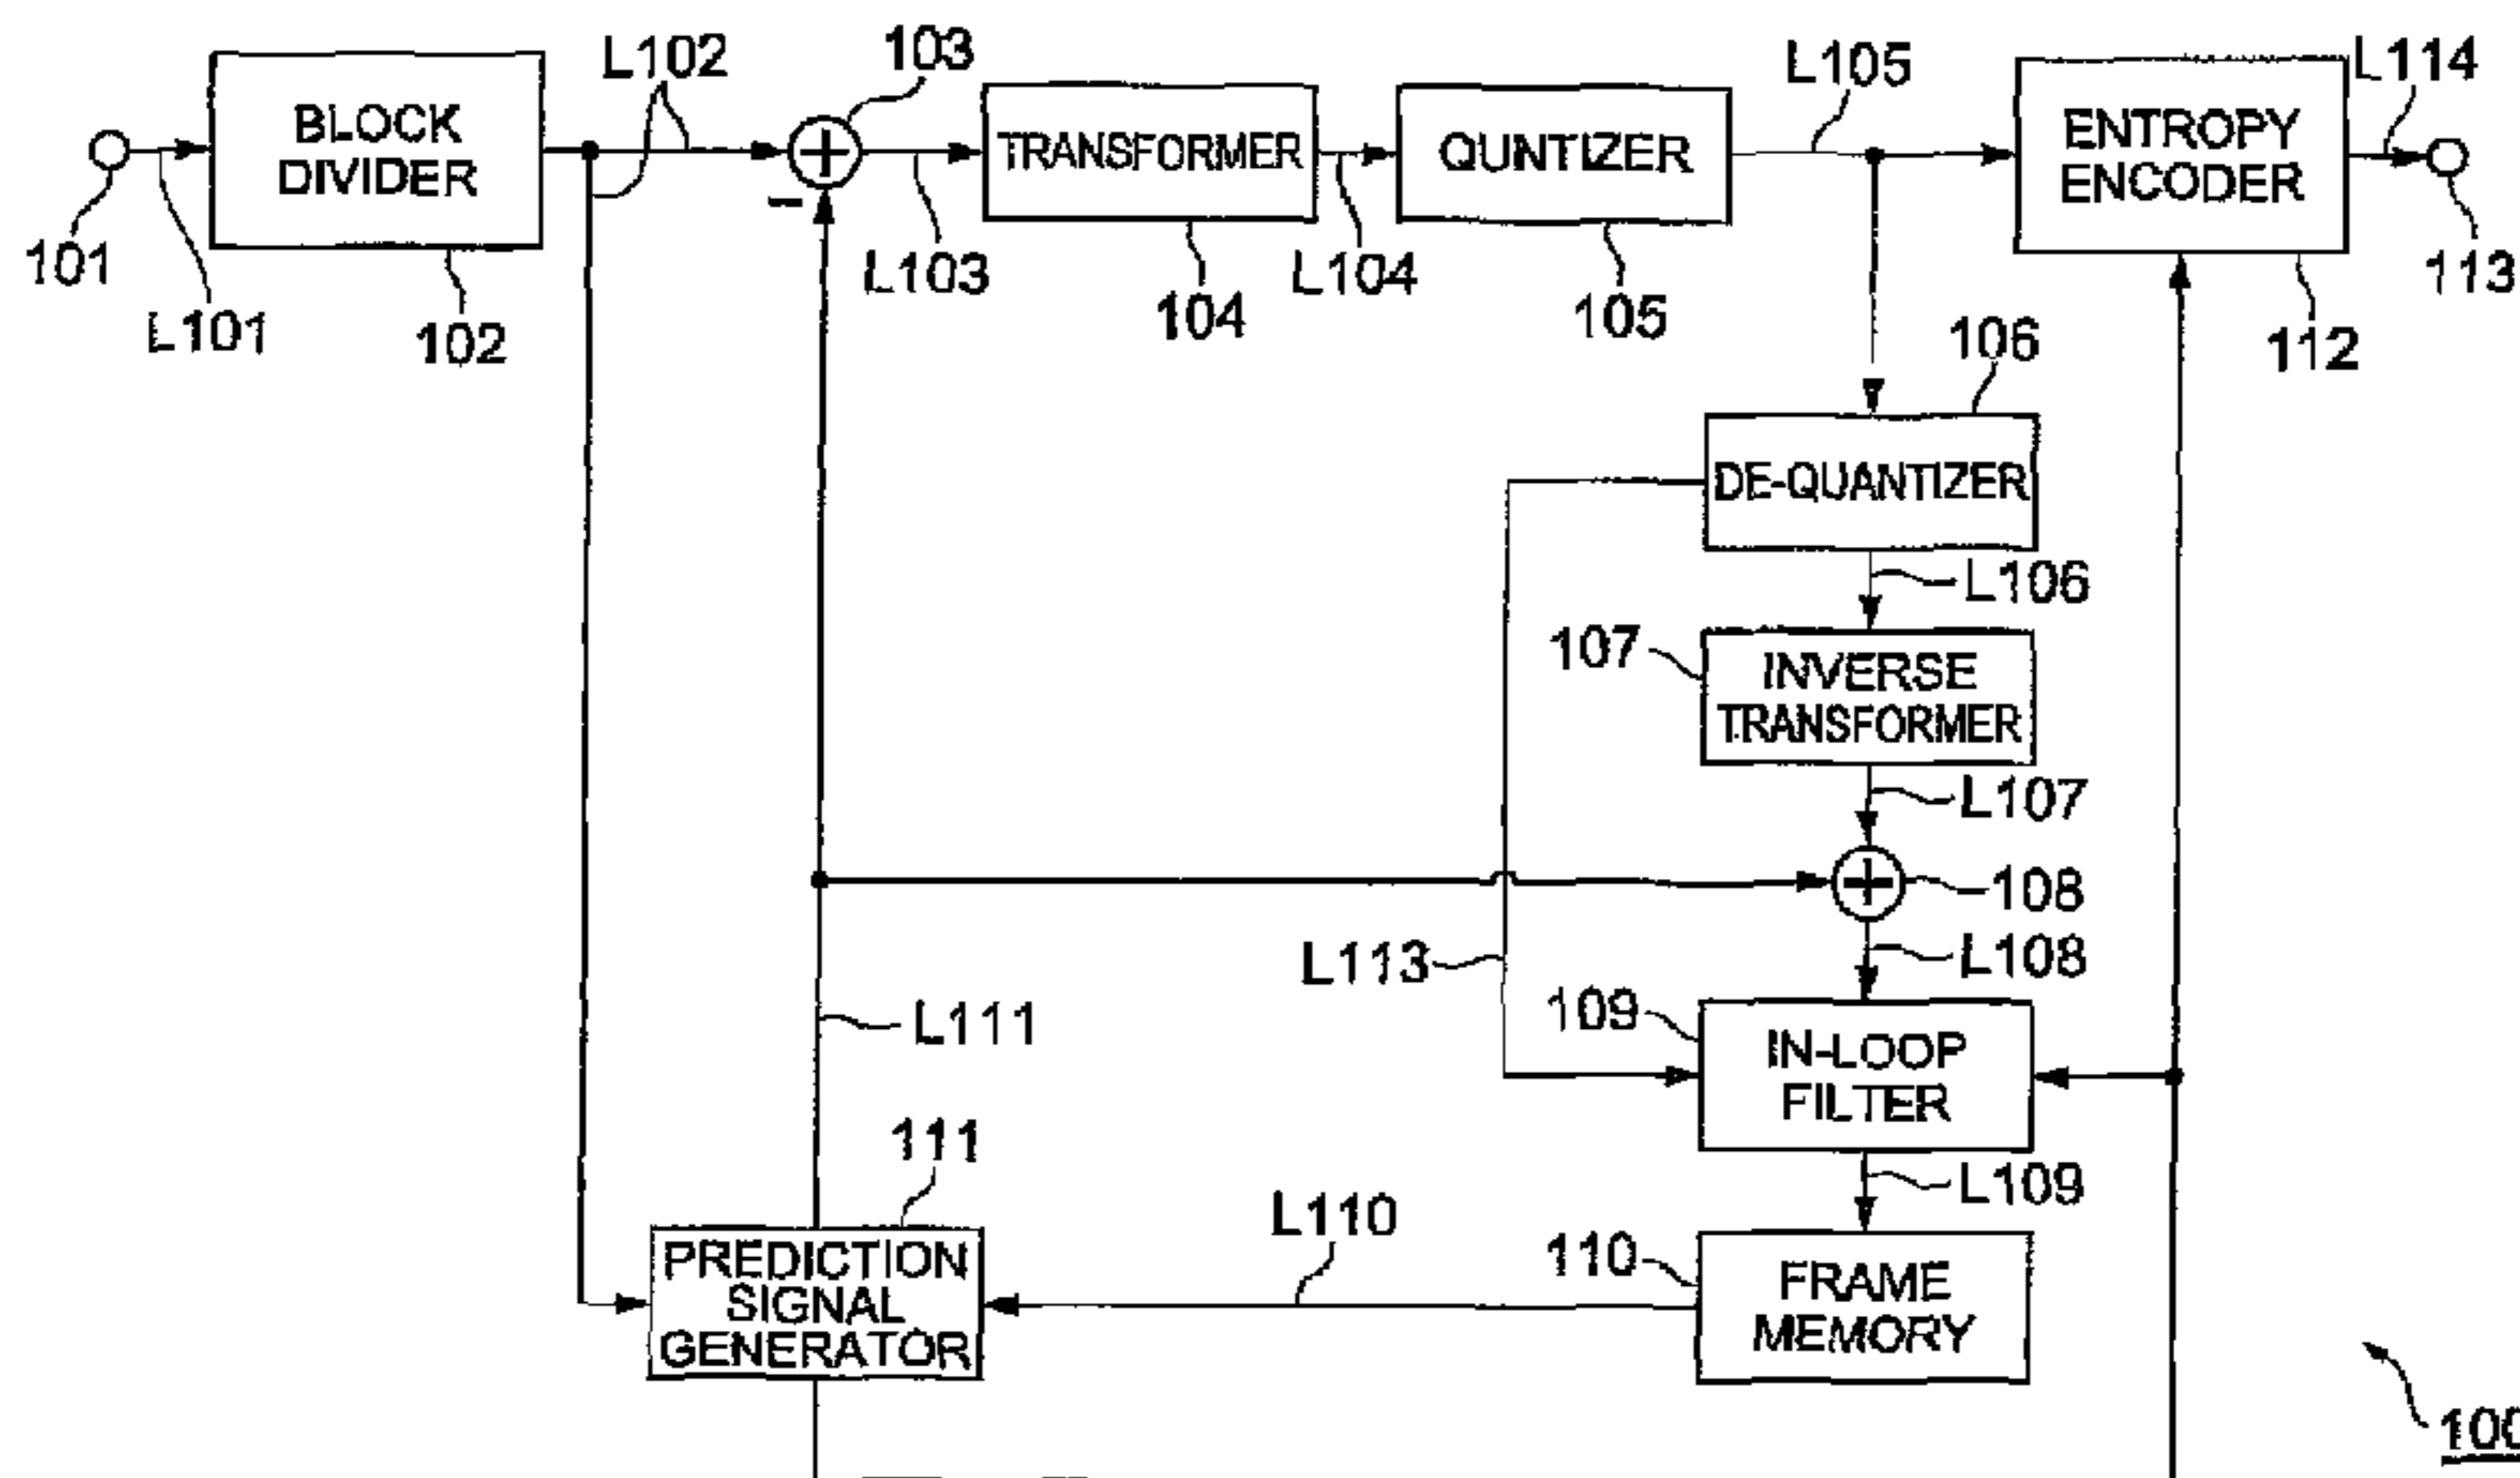 L102
103
L105
L114
BLOCK
DIVIDER
TRANSFORMER
QUNTIZER
ENTROPY
ENCODER
-
101
L101
102
L103
104
L104
105
106
112
113
DE-QUANTIZER
L106
107
INVERSE
TRANSFORMER
L107
108
L113
L108
109
L111
IN-LOOP
FILTER
111
L109
L110
110
PREDICTION
SIGNAL
GENERATOR
FRAME
MEMORY
100